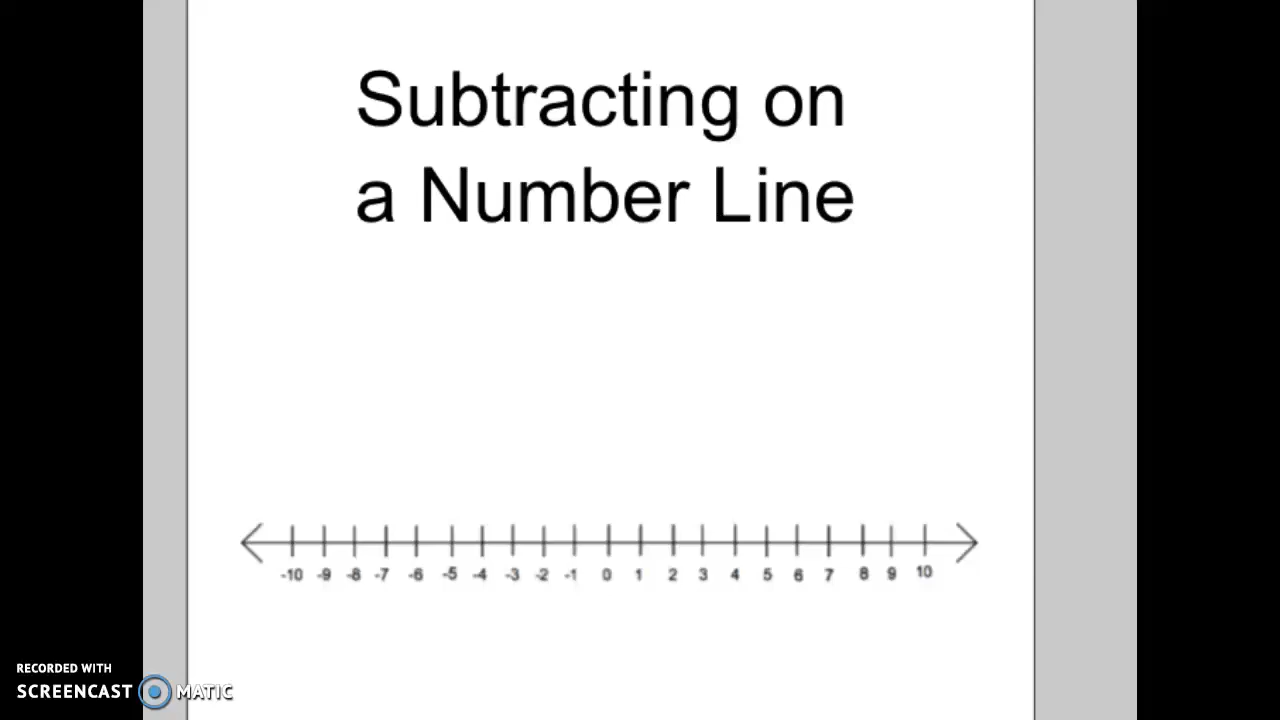 Subtracting on
a Number Line
-10 -9 -8 -7 -6 -5 -4 -3 -2 -1 0 1 2 3 4 5 6 7 8 9 10
RECORDED WITH
SCREENCAST MATIC